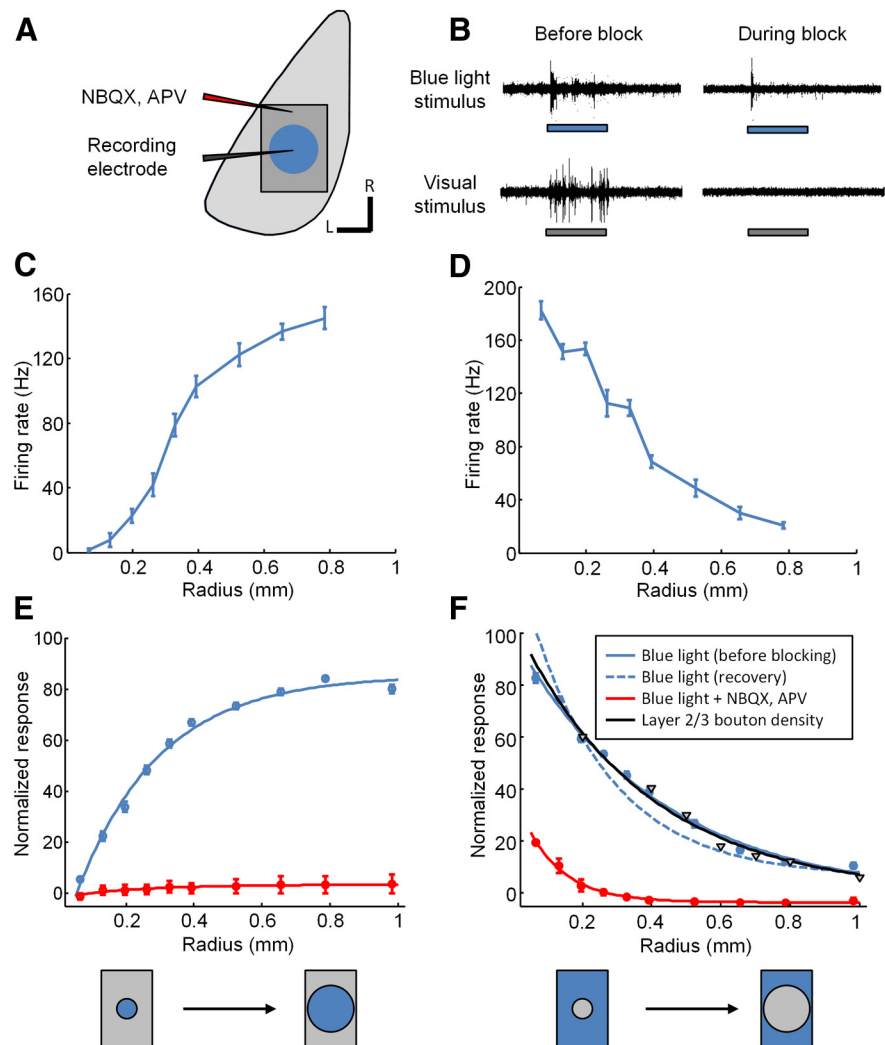 A
NBQX, APV
Recording
electrode
R
L
B
Before block
During block
Blue light
stimulus
Visual
stimulus
C
160
120
80
40
0
Firing rate (Hz)
0.2
0.4
0.6
0.8
1
Radius (mm)
D
200
160
120
80
40
0
Firing rate (Hz)
0.2
0.4
0.6
0.8
1
Radius (mm)
E
100
80
60
40
20
0
Normalized response
0.2
0.4
0.6
0.8
1
Radius (mm)
F
100
80
60
40
20
0
Normalized response
Blue light (before blocking)
Blue light (recovery)
Blue light + NBQX, APV
Layer 2/3 bouton density
0.2
0.4
0.6
0.8
1
Radius (mm)